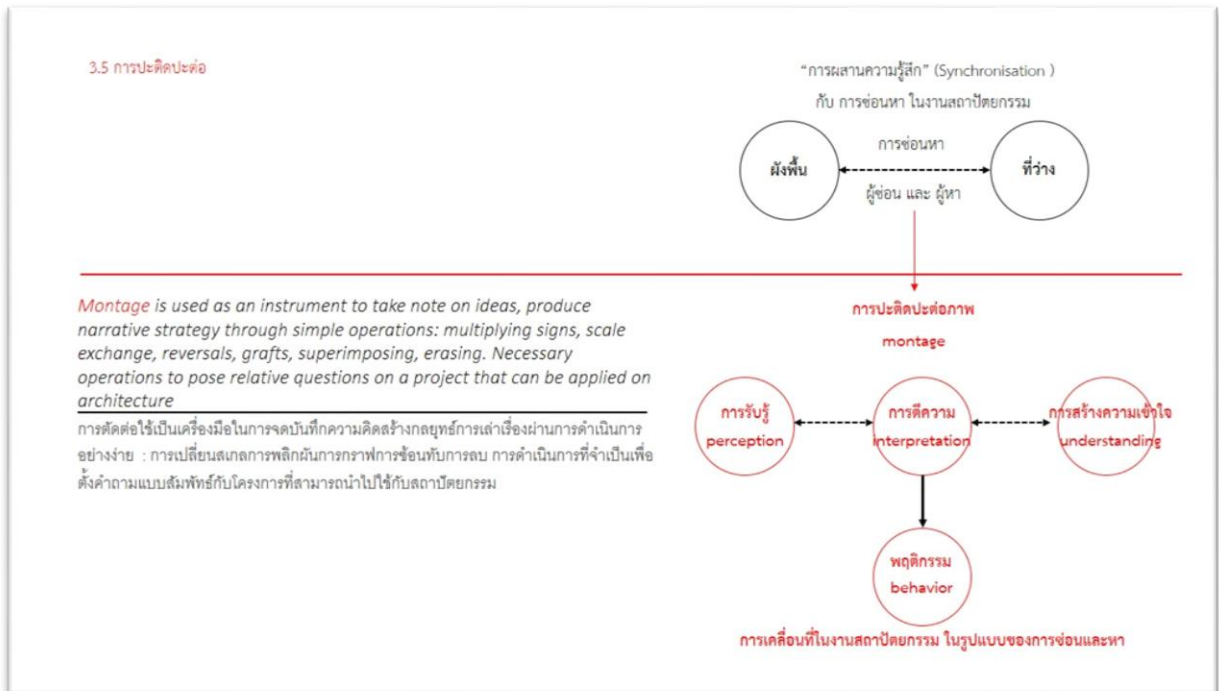 3.5 การปะติดปะต่อ
“การผสานความรู้สึก” (Synchronisation )
กับ การซ่อนหา ในงานสถาปัตยกรรม
ผังพื้น
การซ่อนหา
ผู้ซ่อน และ ผู้หา
ที่ว่าง
Montage is used as an instrument to take note on ideas, produce
narrative strategy through simple operations: multiplying signs, scale
exchange, reversals, grafts, superimposing, erasing. Necessary
operations to pose relative questions on a project that can be applied on
architecture
การตัดต่อใช้เป็นเครื่องมือในการจดบันทึกความคิดสร้างกลยุทธ์การเล่าเรื่องผ่านการดำเนินการ
อย่างง่าย : การเปลี่ยนสเกลการพลิกผันการกราฟการซ้อนทับการลบ การดำเนินการที่จำเป็นเพื่อ
ตั้งคำถามแบบสัมพัทธ์กับโครงการที่สามารถนำไปใช้กับสถาปัตยกรรม
การปะติดปะต่อภาพ
montage
การรับรู้
perception
การตีความ
interpretation
การสร้างความเข้าใจ
understanding
พฤติกรรม
behavior
การเคลื่อนที่ในงานสถาปัตยกรรม ในรูปแบบของการซ่อนและหา